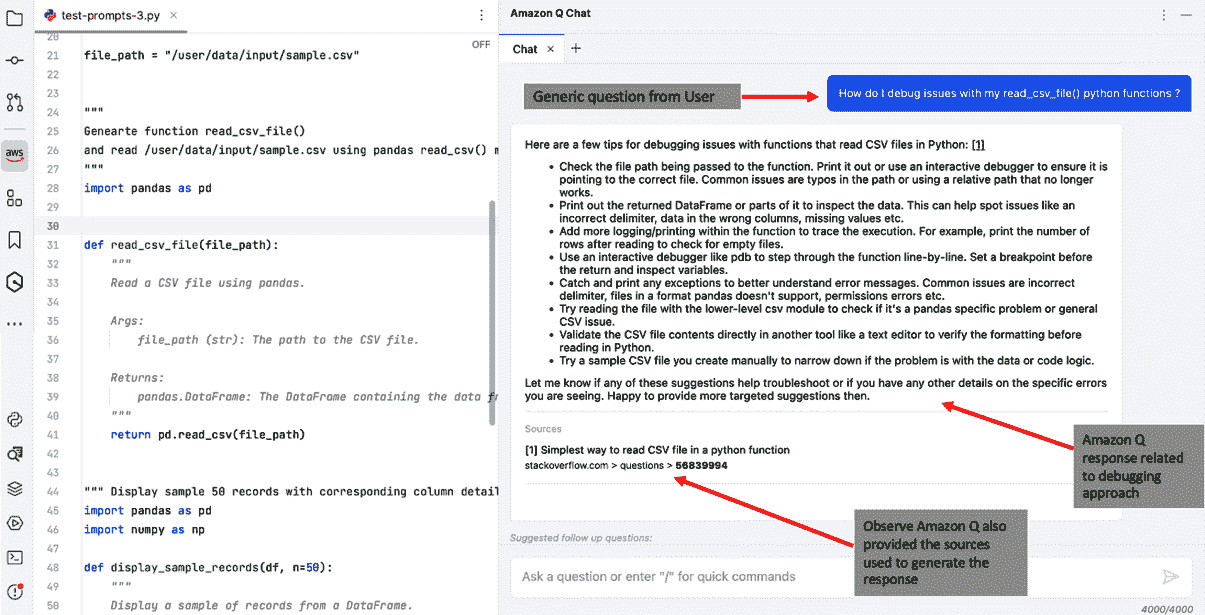 test-prompts-3.py
OFF
20
21 file_path = "/user/data/input/sample.csv"
22
23
24 """
25 Genearte function read_csv_file()
26 and read /user/data/input/sample.csv using pandas read_csv() m
27 """
28 import pandas as pd
29
30
31 def read_csv_file(file_path):
32 """
33 Read a CSV file using pandas.
34
35 Args:
36 file_path (str): The path to the CSV file.
37
38 Returns:
39 pandas.DataFrame: The DataFrame containing the data fr
40 """
41 return pd.read_csv(file_path)
42
43
44 """ Display sample 50 records with corresponding column detail
45 import pandas as pd
46 import numpy as np
47
48 def display_sample_records(df, n=50):
49 """
50 Display a sample of records from a DataFrame.
aws
Amazon Q Chat
Chat
Generic question from User
How do I debug issues with my read_csv_file() python functions ?
Here are a few tips for debugging issues with functions that read CSV files in Python: [1]
• Check the file path being passed to the function. Print it out or use an interactive debugger to ensure it is
pointing to the correct file. Common issues are typos in the path or using a relative path that no longer
works.
• Print out the returned DataFrame or parts of it to inspect the data. This can help spot issues like an
incorrect delimiter, data in the wrong columns, missing values etc.
• Add more logging/printing within the function to trace the execution. For example, print the number of
rows after reading to check for empty files.
• Use an interactive debugger like pdb to step through the function line-by-line. Set a breakpoint before
the return and inspect variables.
• Catch and print any exceptions to better understand error messages. Common issues are incorrect
delimiter, files in a format pandas doesn't support, permissions errors etc.
• Try reading the file with the lower-level csv module to check if it's a pandas specific problem or general
CSV issue.
• Validate the CSV file contents directly in another tool like a text editor to verify the formatting before
reading in Python.
• Try a sample CSV file you create manually to narrow down if the problem is with the data or code logic.
Let me know if any of these suggestions help troubleshoot or if you have any other details on the specific errors
you are seeing. Happy to provide more targeted suggestions then.
Sources
[1] Simplest way to read CSV file in a python function
stackoverflow.com > questions > 56839994
Amazon Q
response related
to debugging
approach
Observe Amazon Q also
provided the sources
used to generate the
response
Suggested follow up questions:
Ask a question or enter "/" for quick commands
4000/4000